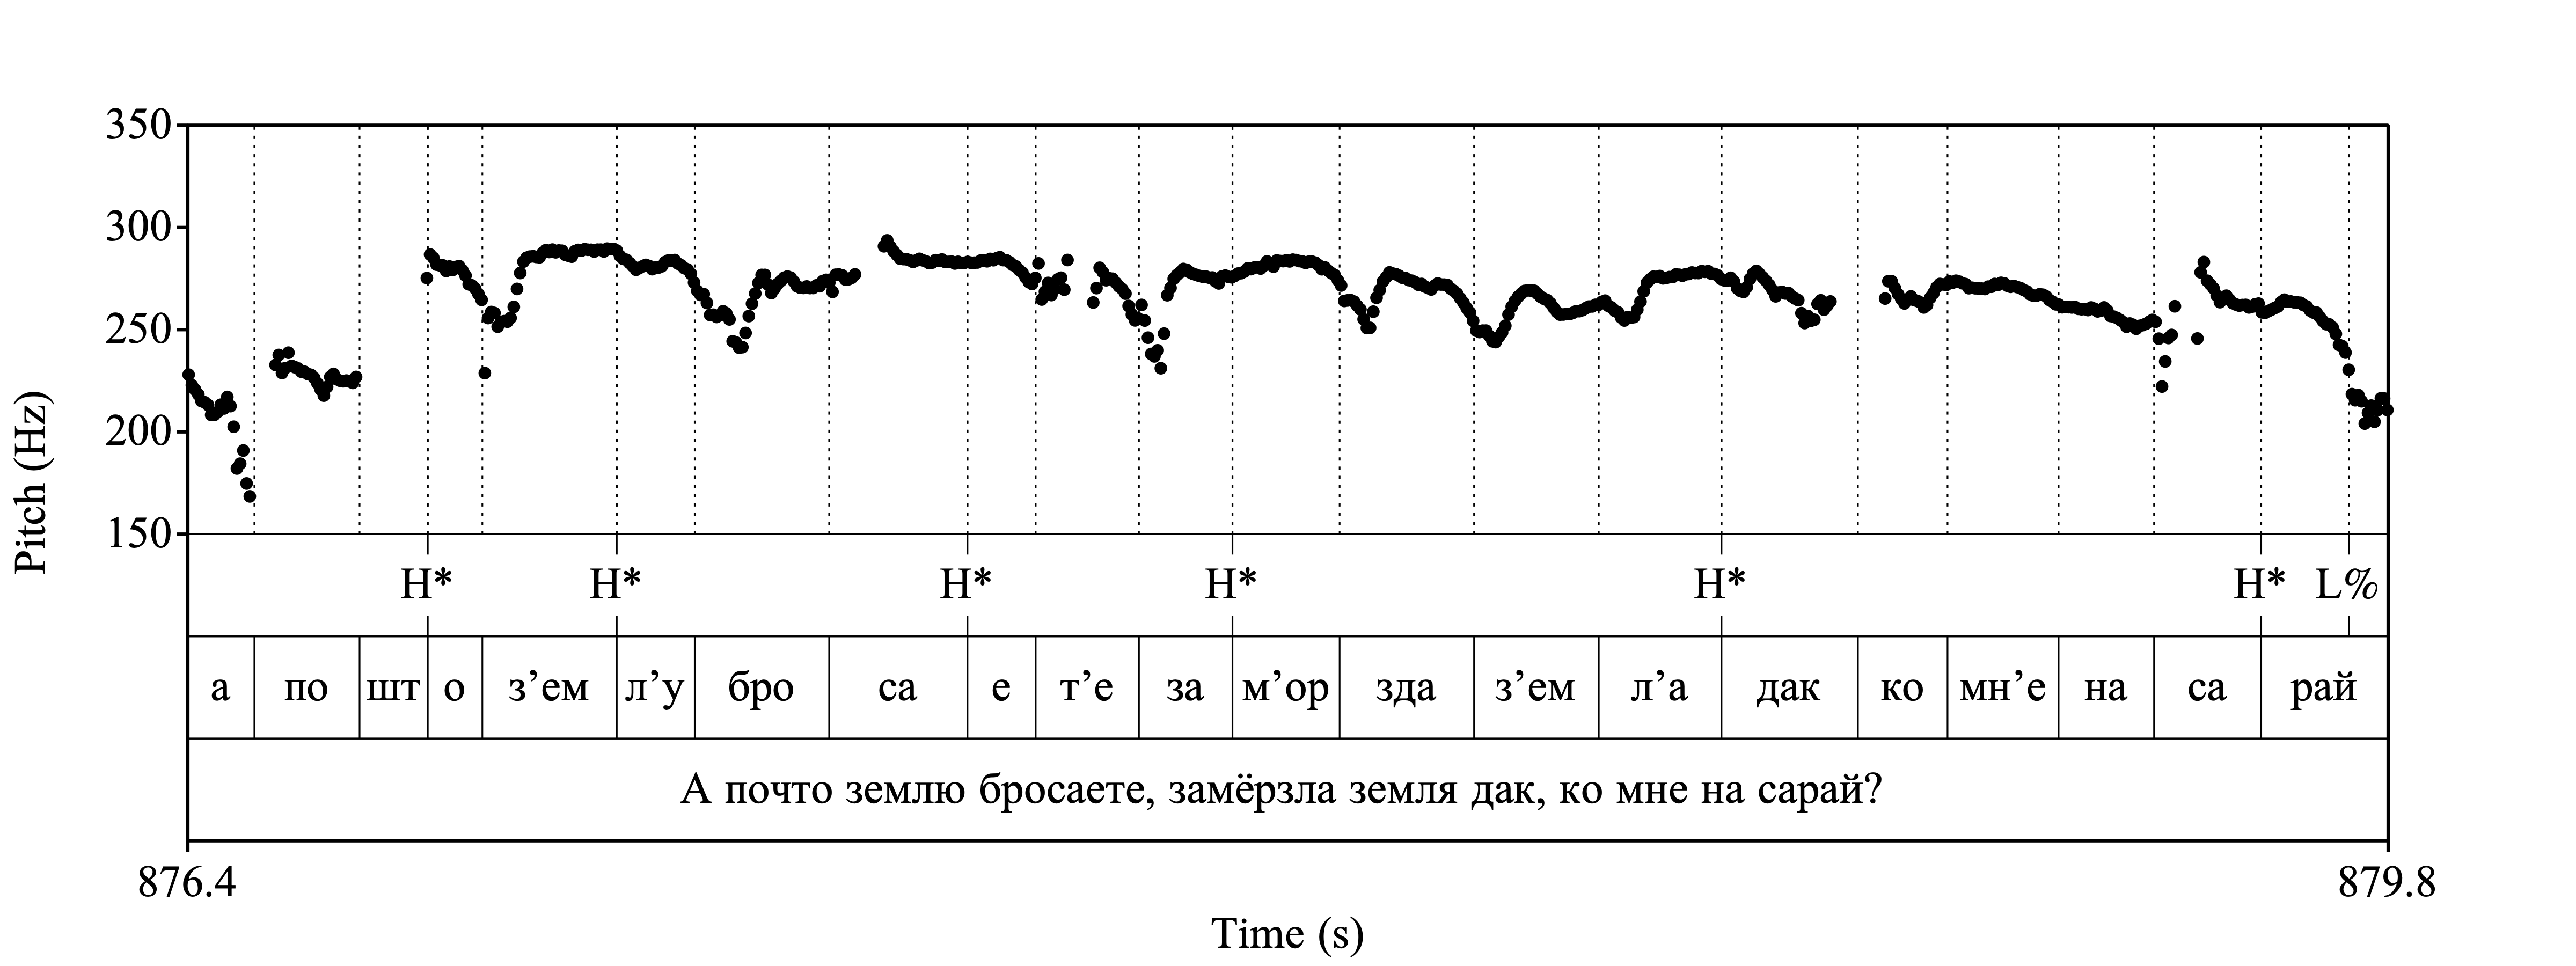 350
300
250
200
150
Pitch (Hz)
H* H* H* H* H* H* L%
а по шт о з’ем л’у бро са е т’е за м’ор зда з’ем л’а дак ко мн’е на са рай
А почто землю бросаете, замёрзла земля дак, ко мне на сарай?
876.4 879.8
Time (s)